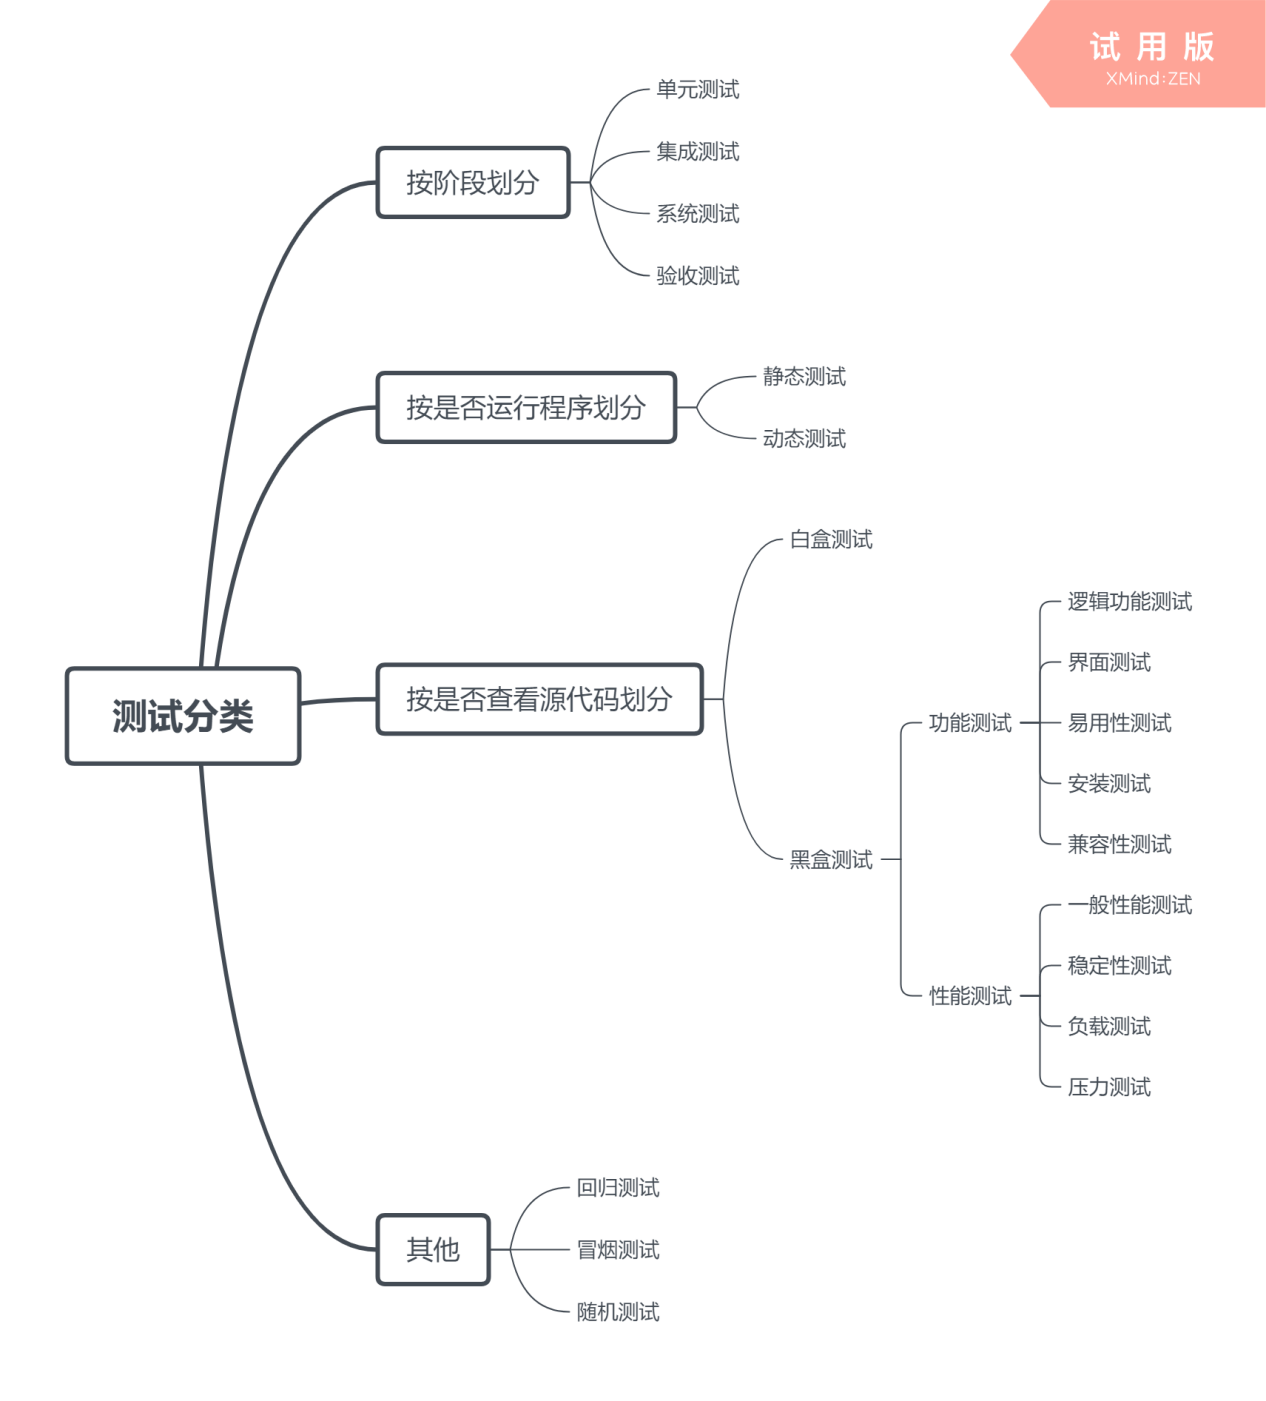 试用版
XMind:ZEN
测试分类
按阶段划分
单元测试
集成测试
系统测试
验收测试
按是否运行程序划分
静态测试
动态测试
按是否查看源代码划分
白盒测试
黑盒测试
功能测试
逻辑功能测试
界面测试
易用性测试
安装测试
兼容性测试
性能测试
一般性能测试
稳定性测试
负载测试
压力测试
其他
回归测试
冒烟测试
随机测试